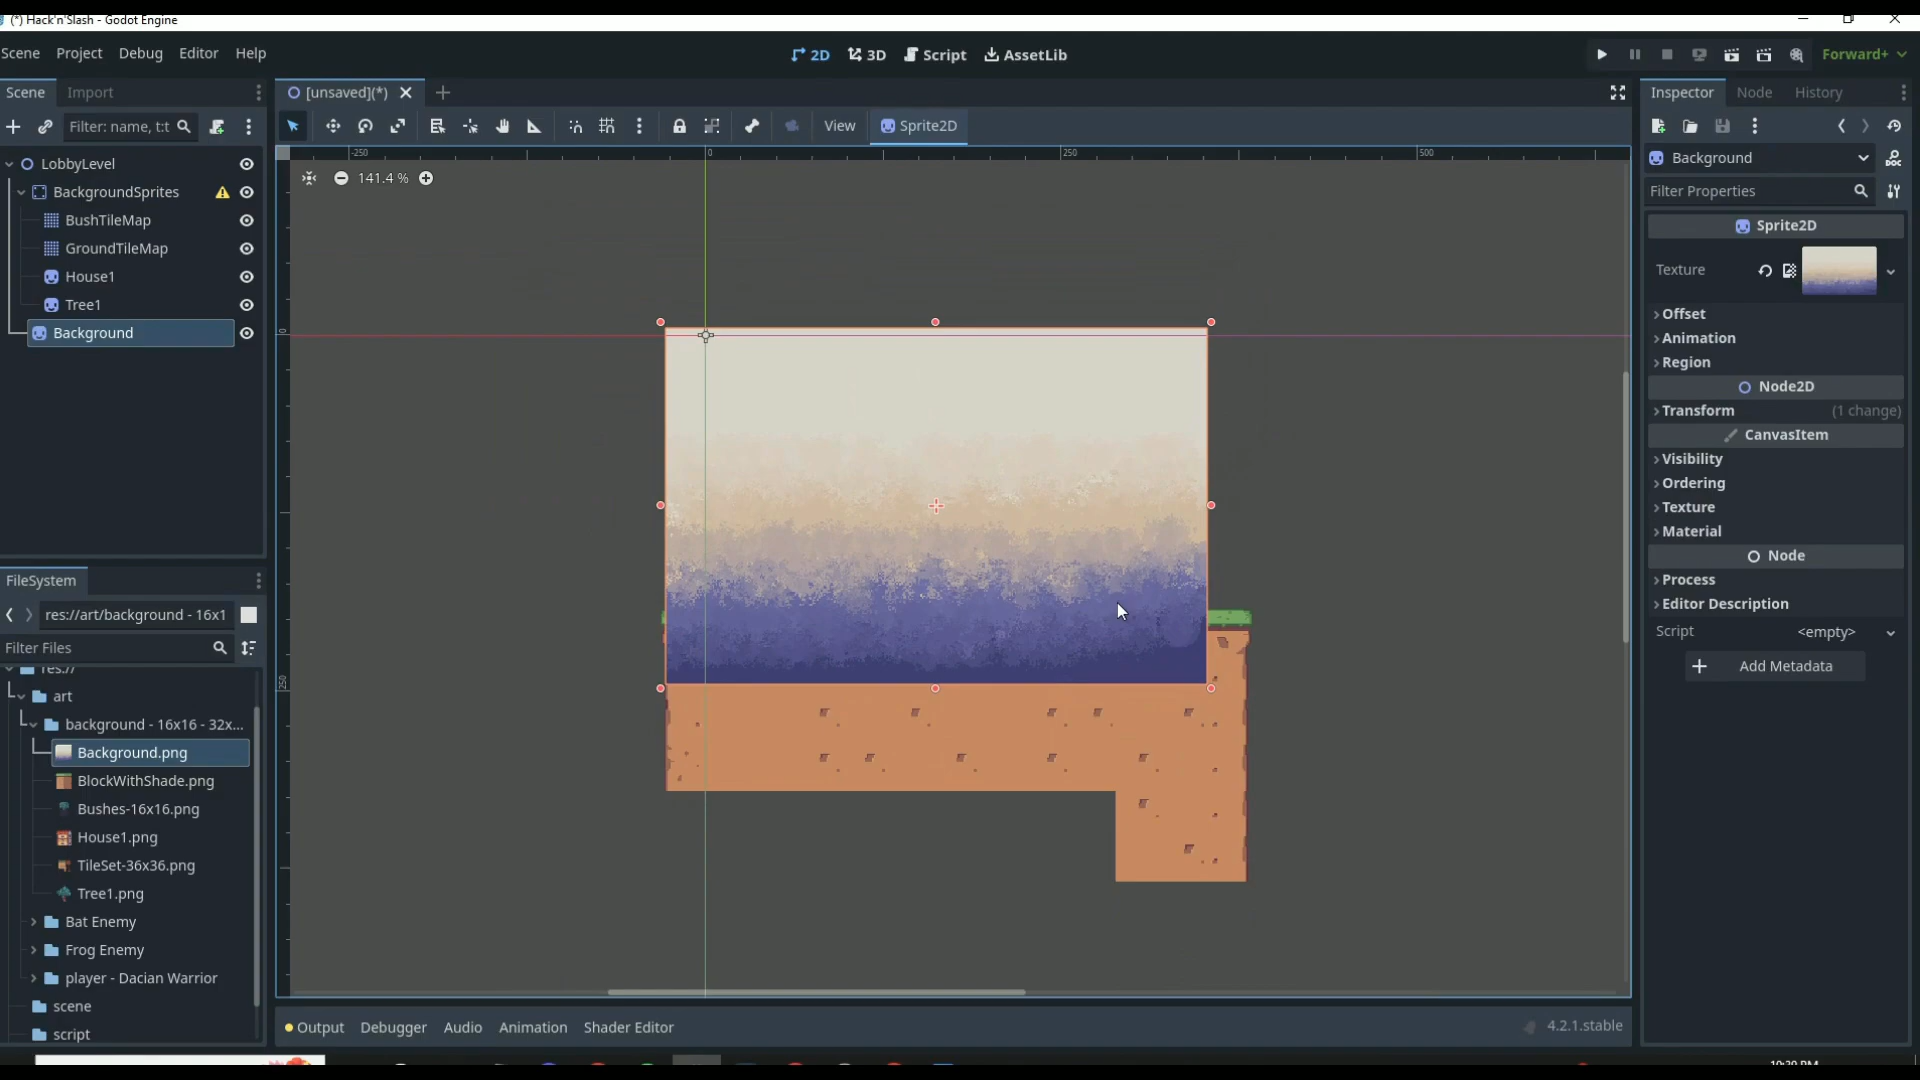 (*) Hack'n'Slash - Godot Engine
Scene Project Debug Editor Help
2D 3D Script AssetLib
Forward+
Scene Import
[unsaved](*)
Inspector Node History
Filter: name, t:t
View Sprite2D
-250 0 250 500
141.4 %
LobbyLevel
BackgroundSprites
BushTileMap
GroundTileMap
House1
Tree1
Background
0
250
Background
Filter Properties
Sprite2D
Texture
Offset
Animation
Region
Node2D
Transform (1 change)
CanvasItem
Visibility
Ordering
Texture
Material
Node
Process
Editor Description
Script <empty>
Add Metadata
FileSystem
res://art/background - 16x1
Filter Files
res://
art
background - 16x16 - 32x...
Background.png
BlockWithShade.png
Bushes-16x16.png
House1.png
TileSet-36x36.png
Tree1.png
Bat Enemy
Frog Enemy
player - Dacian Warrior
scene
script
Output Debugger Audio Animation Shader Editor
4.2.1.stable